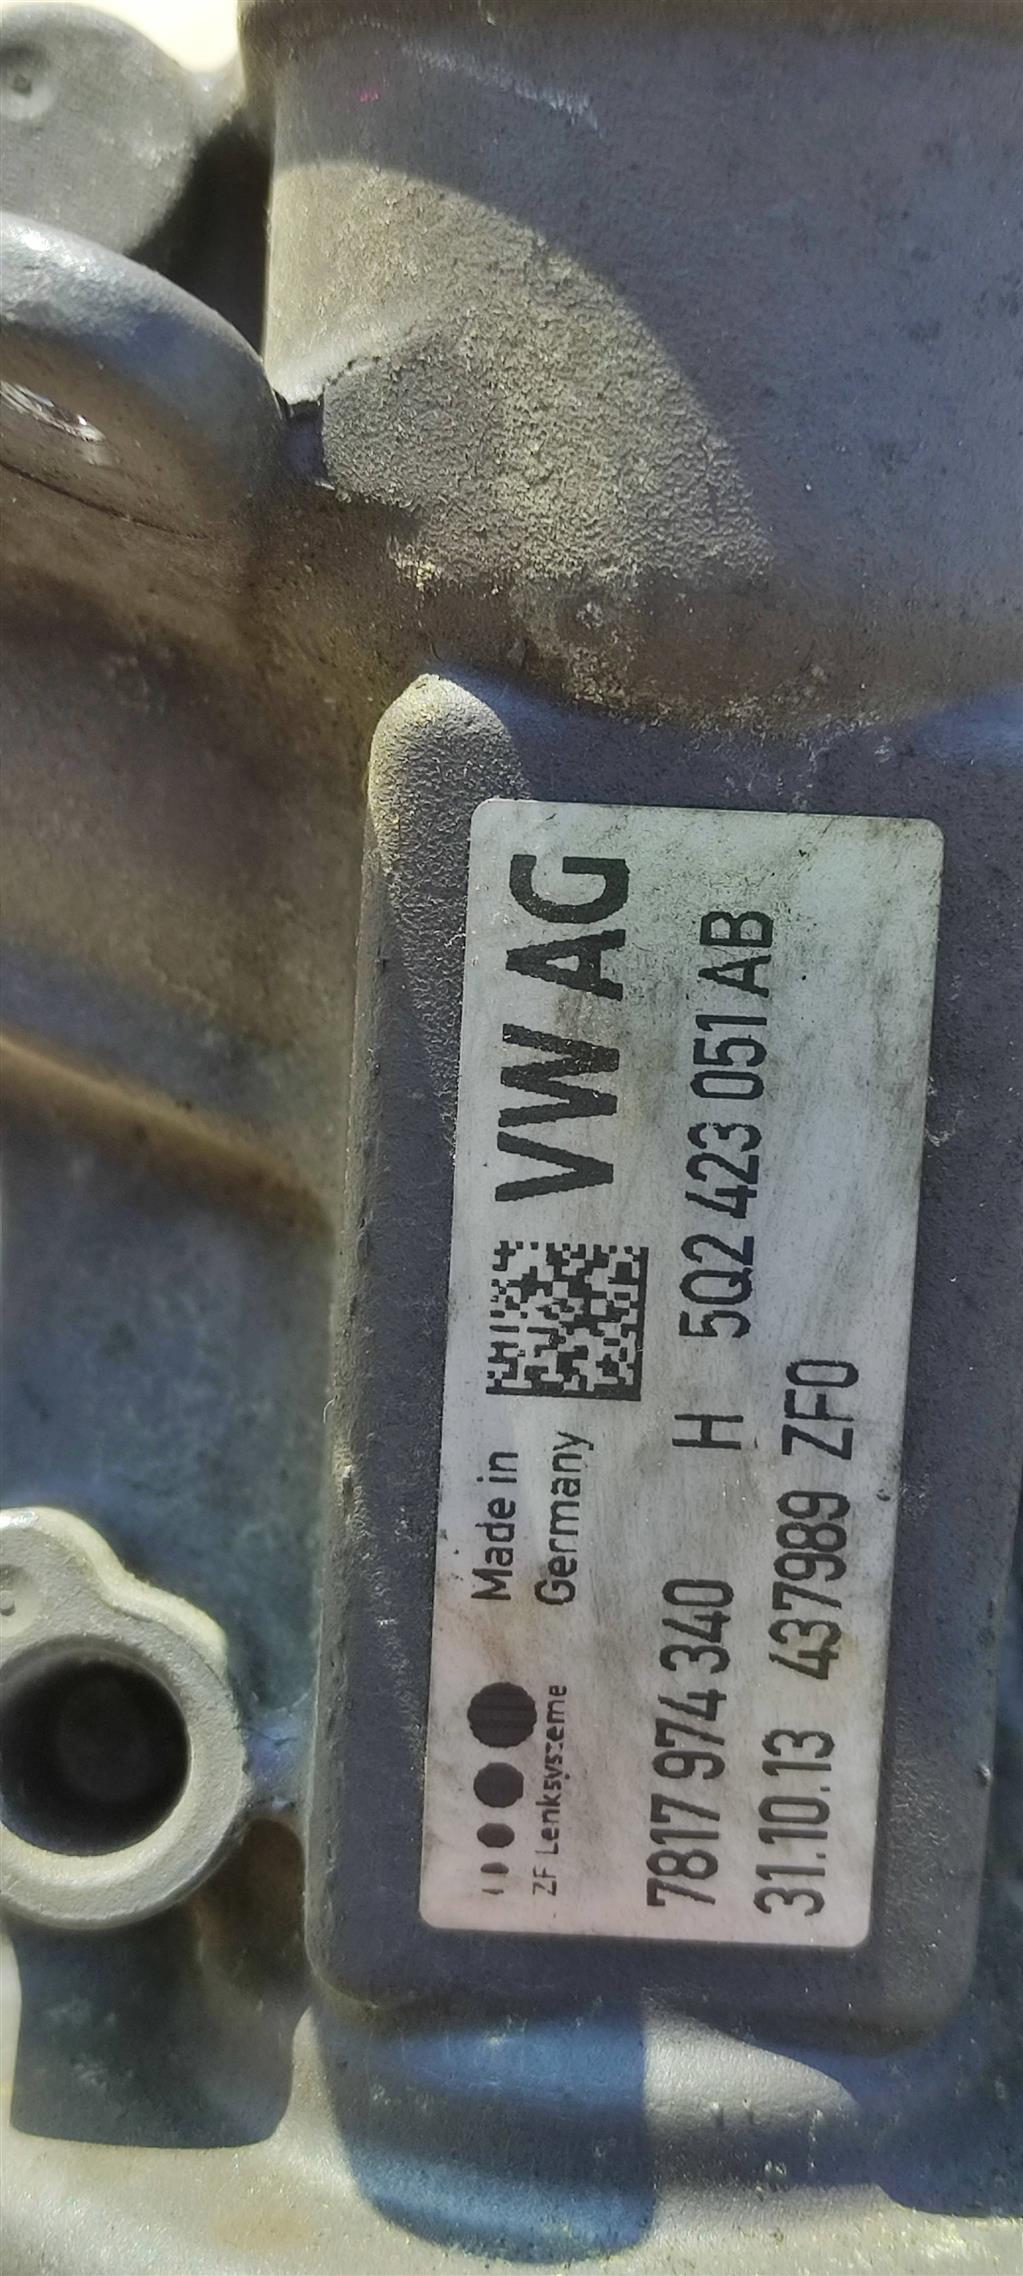 VW AG
Made in
Germany
ZF Lenksysteme
7817 974 340 H 5Q2 423 051 AB
31.10.13 437989 ZF0